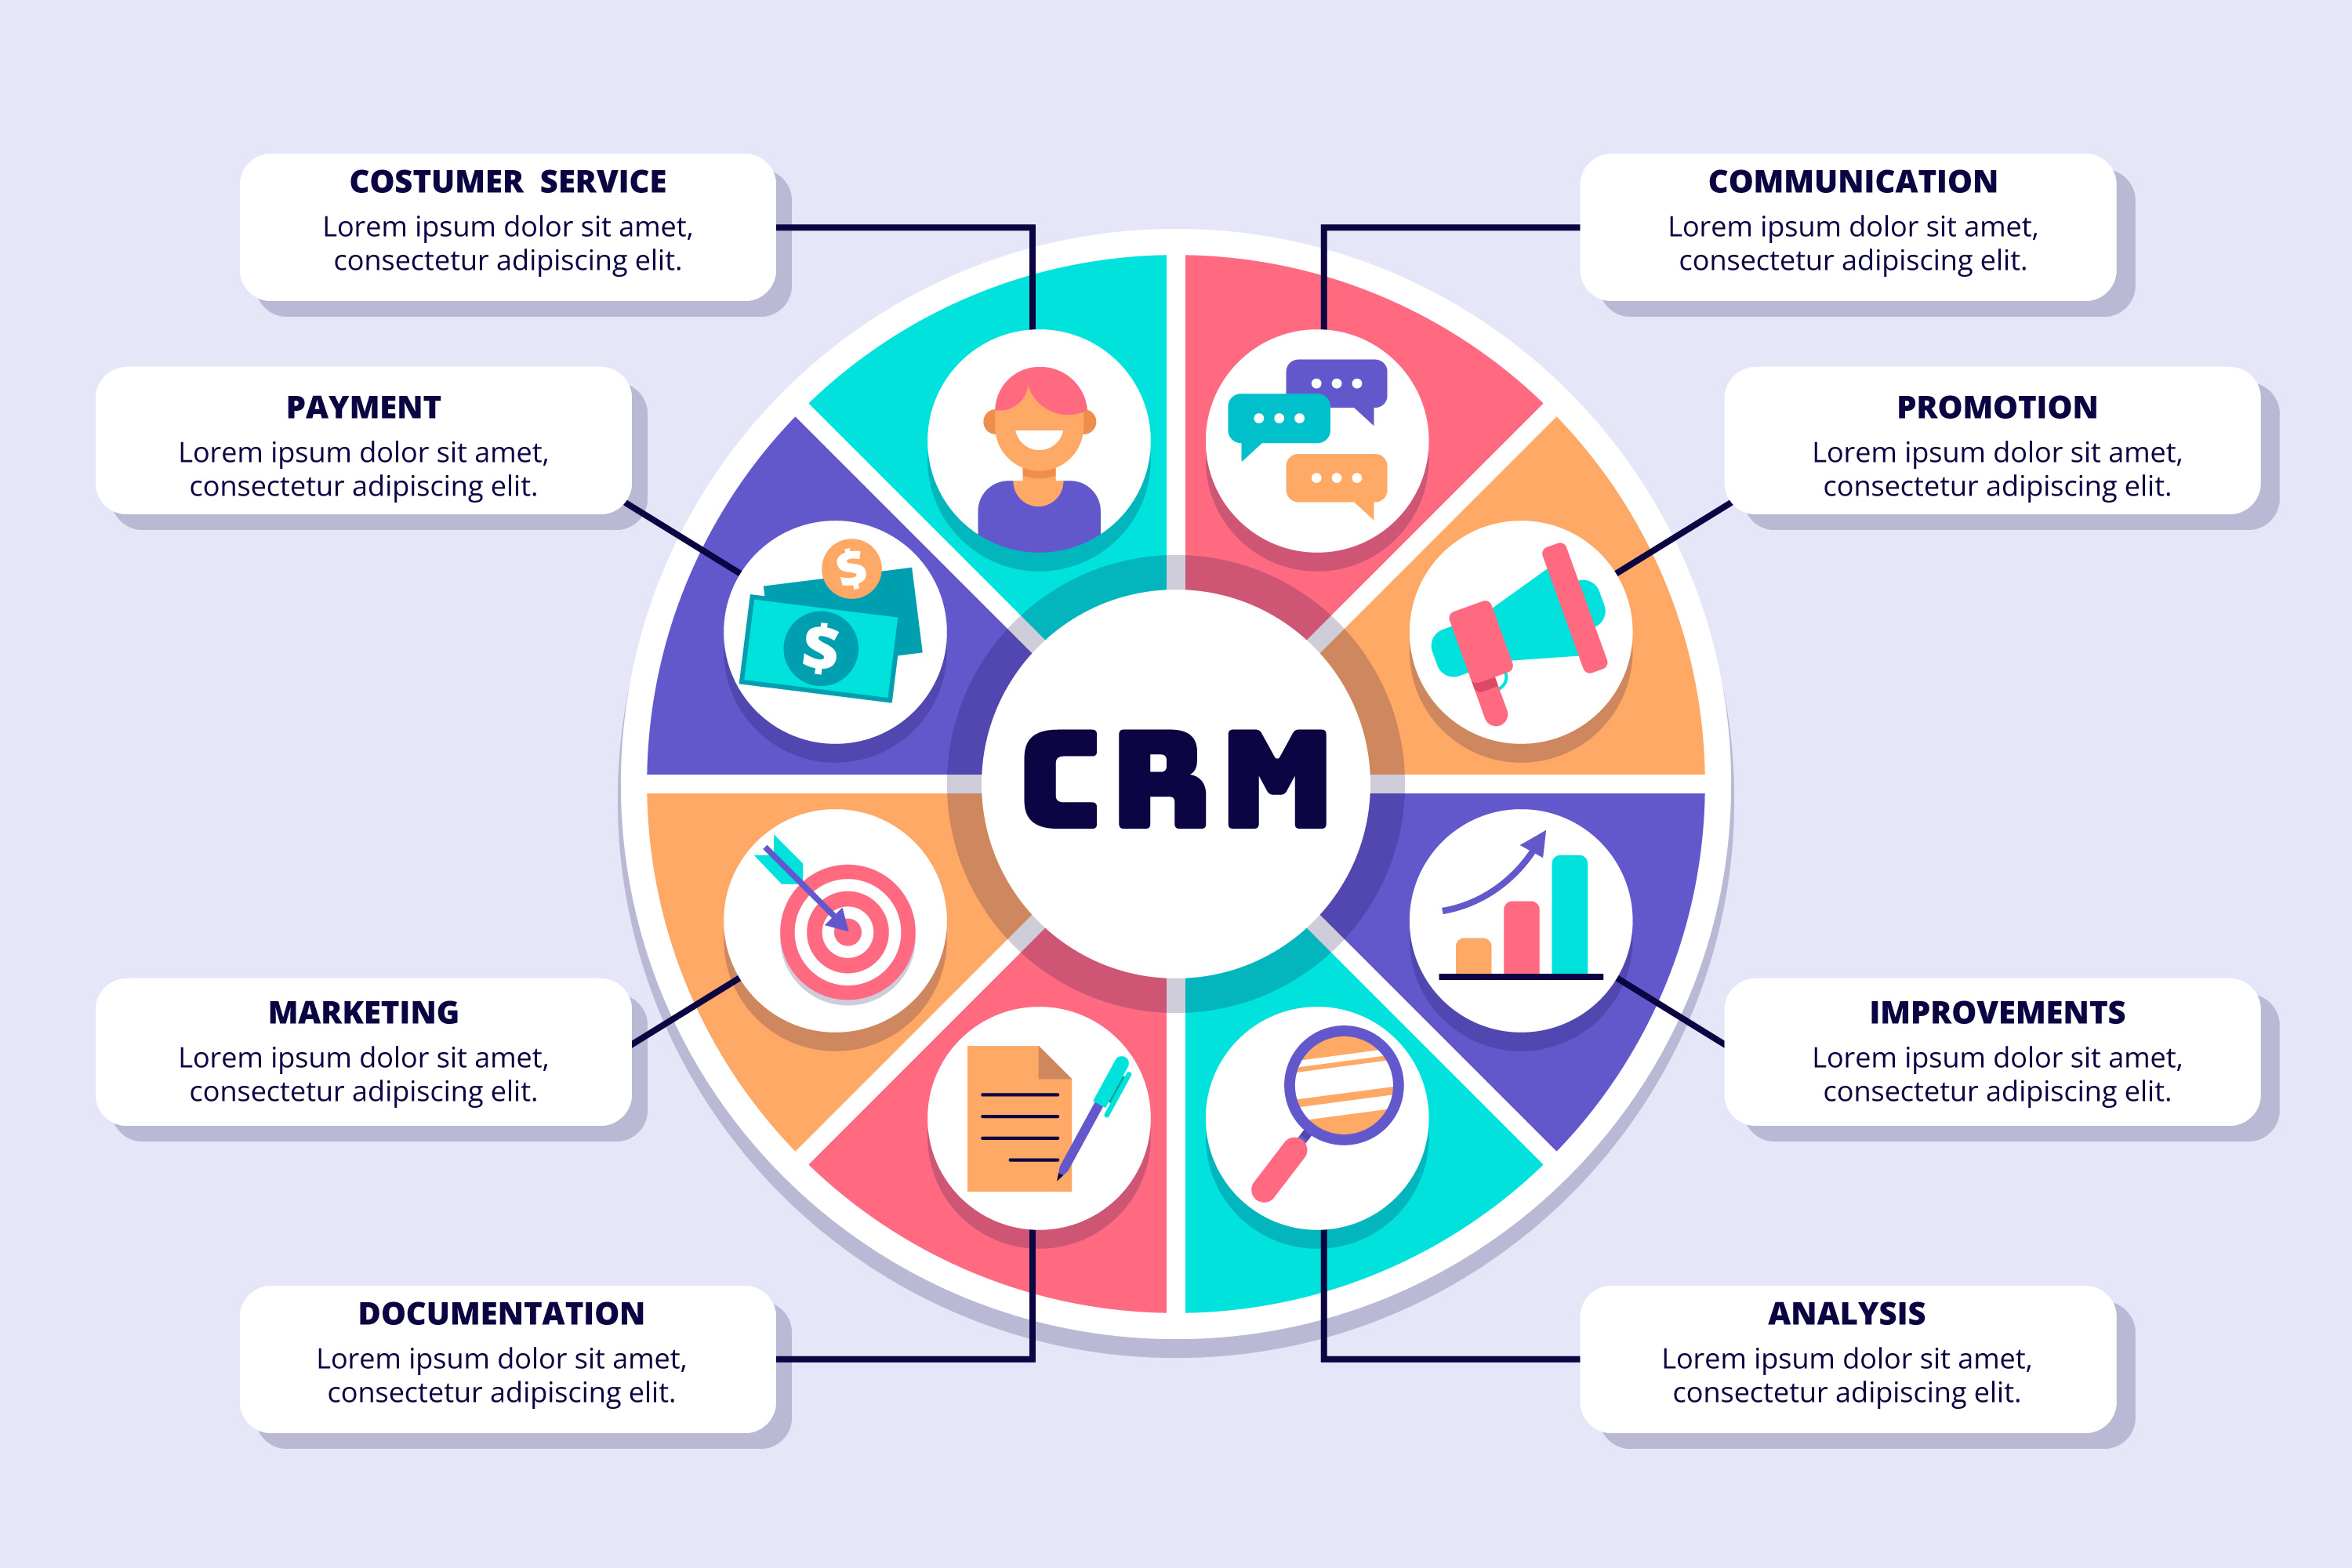 COSTUMER SERVICE
Lorem ipsum dolor sit amet,
consectetur adipiscing elit.
COMMUNICATION
Lorem ipsum dolor sit amet,
consectetur adipiscing elit.
PAYMENT
Lorem ipsum dolor sit amet,
consectetur adipiscing elit.
PROMOTION
Lorem ipsum dolor sit amet,
consectetur adipiscing elit.
$
$
CRM
MARKETING
Lorem ipsum dolor sit amet,
consectetur adipiscing elit.
IMPROVEMENTS
Lorem ipsum dolor sit amet,
consectetur adipiscing elit.
DOCUMENTATION
Lorem ipsum dolor sit amet,
consectetur adipiscing elit.
ANALYSIS
Lorem ipsum dolor sit amet,
consectetur adipiscing elit.